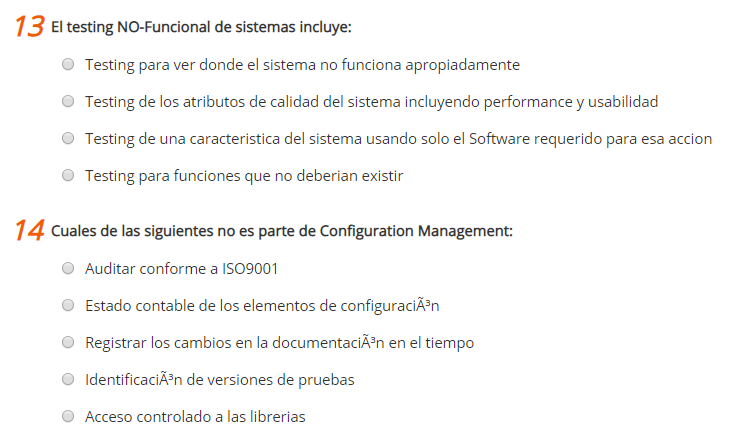 13 El testing NO-Funcional de sistemas incluye:
Testing para ver donde el sistema no funciona apropiadamente
Testing de los atributos de calidad del sistema incluyendo performance y usabilidad
Testing de una caracteristica del sistema usando solo el Software requerido para esa accion
Testing para funciones que no deberian existir
14 Cuales de las siguientes no es parte de Configuration Management:
Auditar conforme a ISO9001
Estado contable de los elementos de configuraciÃ³n
Registrar los cambios en la documentaciÃ³n en el tiempo
IdentificaciÃ³n de versiones de pruebas
Acceso controlado a las librerias